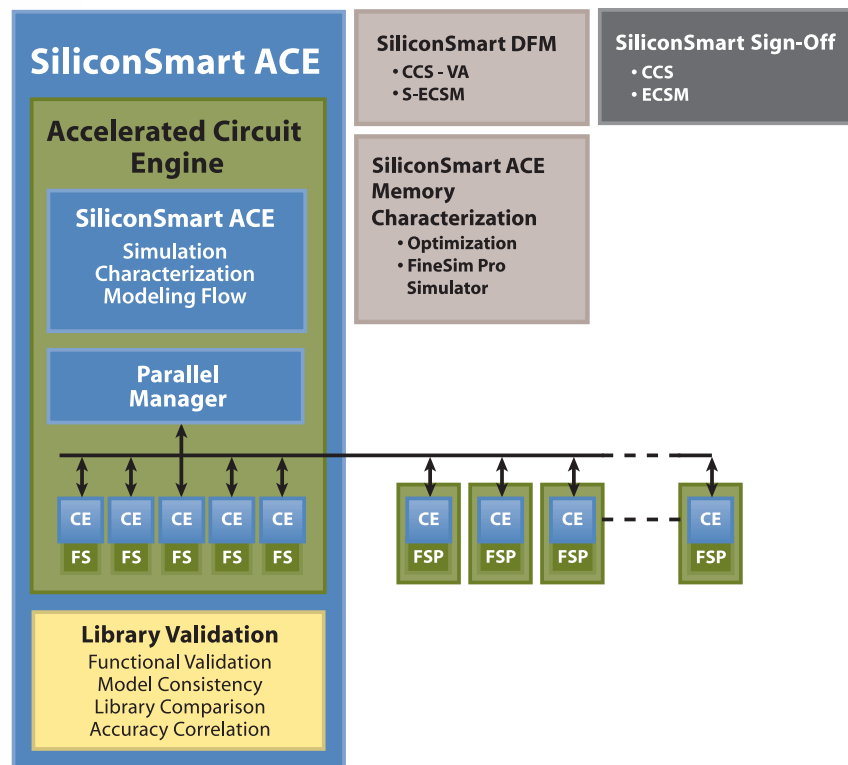 SiliconSmart ACE
Accelerated Circuit
Engine
SiliconSmart ACE
Simulation
Characterization
Modeling Flow
Parallel
Manager
CE CE CE CE CE
FS FS FS FS FS
Library Validation
Functional Validation
Model Consistency
Library Comparison
Accuracy Correlation
SiliconSmart DFM
• CCS - VA
• S-ECSM
SiliconSmart Sign-Off
• CCS
• ECSM
SiliconSmart ACE
Memory
Characterization
• Optimization
• FineSim Pro
Simulator
CE CE CE CE
FSP FSP FSP FSP